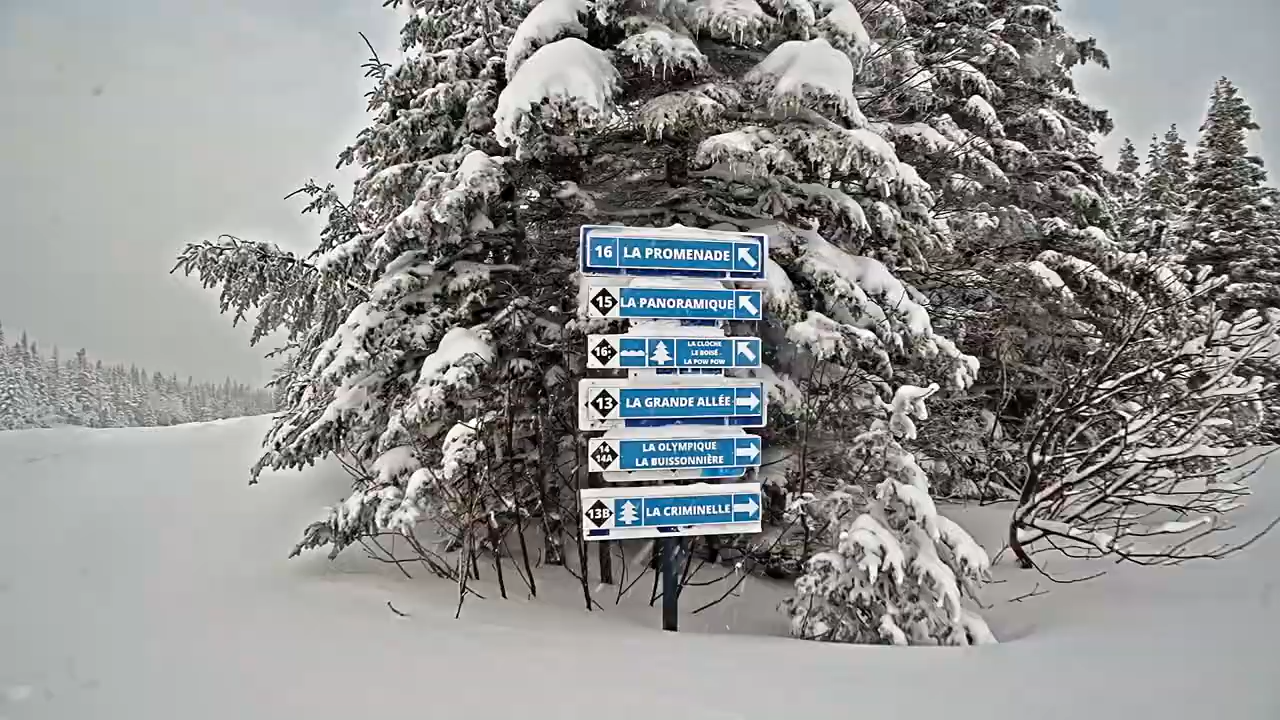 16 LA PROMENADE
15 LA PANORAMIQUE
16
LA CLOCHE
LE BOISÉ
LA POW POW
13 LA GRANDE ALLÉE
14
14A
LA OLYMPIQUE
LA BUISSONNIÈRE
13B LA CRIMINELLE